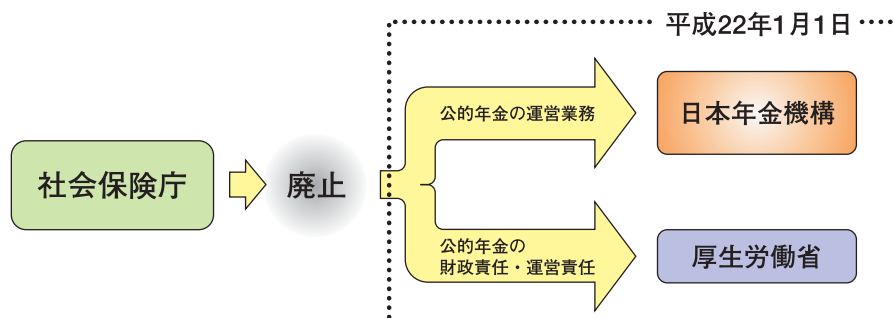 平成22年1月1日
社会保険庁
廃止
公的年金の運営業務
日本年金機構
公的年金の
財政責任・運営責任
厚生労働省